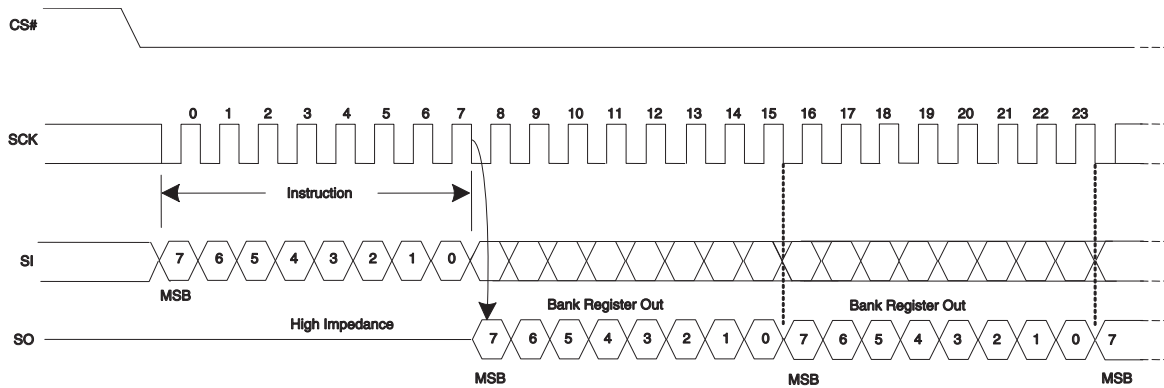 CS#
0 1 2 3 4 5 6 7 8 9 10 11 12 13 14 15 16 17 18 19 20 21 22 23
SCK
Instruction
SI 7 6 5 4 3 2 1 0
MSB
Bank Register Out Bank Register Out
High Impedance
SO 7 6 5 4 3 2 1 0 7 6 5 4 3 2 1 0 7
MSB MSB MSB